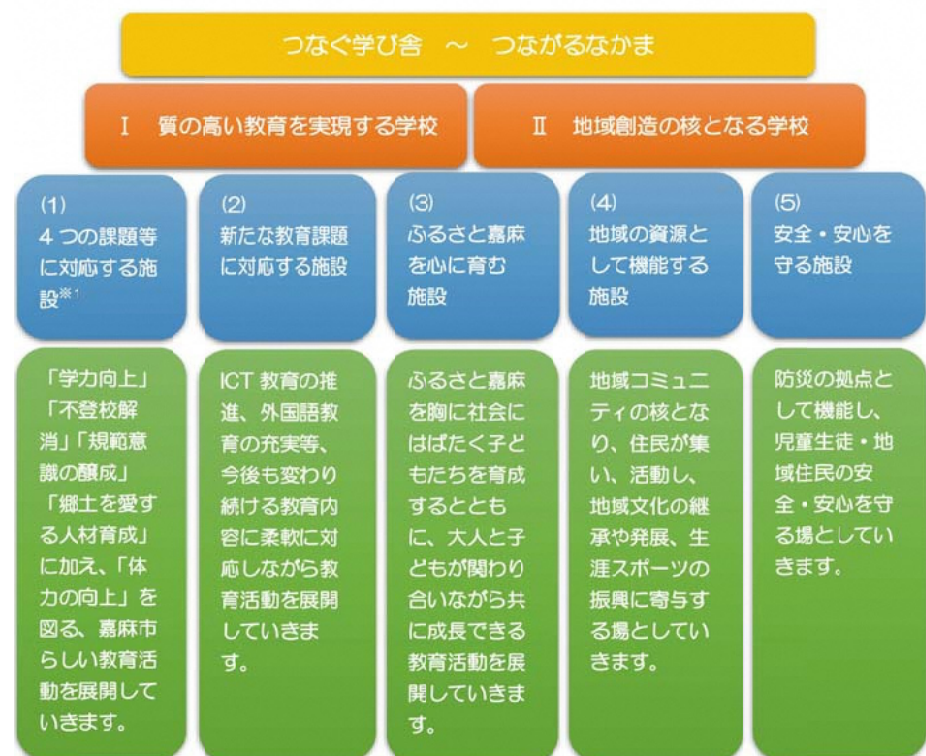 つなぐ学び舎 ～ つながるなかま
Ⅰ 質の高い教育を実現する学校
Ⅱ 地域創造の核となる学校
(1)
4つの課題等
に対応する施
設※1
(2)
新たな教育課題
に対応する施設
(3)
ふるさと嘉麻
を心に育む
施設
(4)
地域の資源と
して機能する
施設
(5)
安全・安心を
守る施設
「学力向上」
「不登校解
消」「規範意
識の醸成」
「郷土を愛す
る人材育成」
に加え、「体
力の向上」を
図る、嘉麻市
らしい教育活
動を展開して
いきます。
ICT 教育の推
進、外国語教
育の充実等、
今後も変わり
続ける教育内
容に柔軟に対
応しながら教
育活動を展開
していきま
す。
ふるさと嘉麻
を胸に社会に
はばたく子ど
もたちを育成
するととも
に、大人と子
どもが関わり
合いながら共
に成長できる
教育活動を展
開していきま
す。
地域コミュニ
ティの核とな
り、住民が集
い、活動し、
地域文化の継
承や発展、生
涯スポーツの
振興に寄与す
る場としてい
きます。
防災の拠点と
して機能し、
児童生徒・地
域住民の安
全・安心を守
る場としてい
きます。